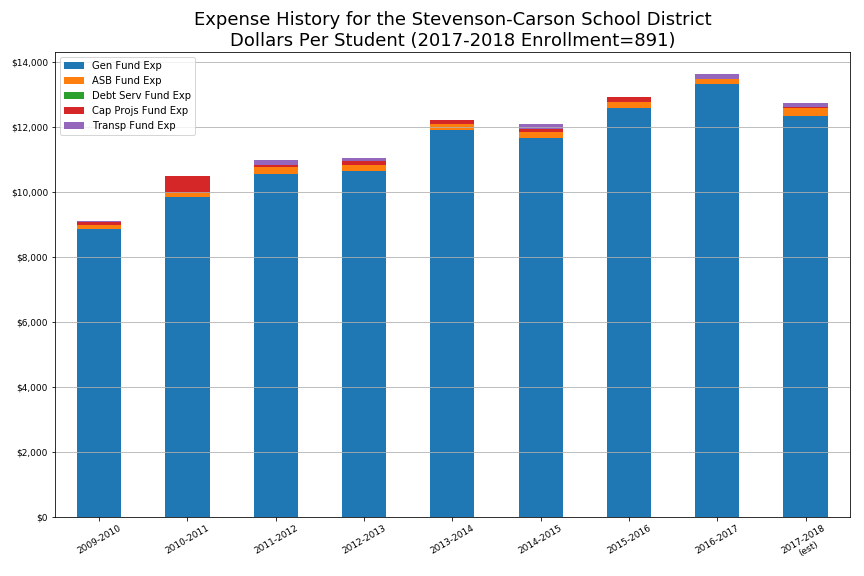 Expense History for the Stevenson-Carson School District
Dollars Per Student (2017-2018 Enrollment=891)
$14,000
$12,000
$10,000
$8,000
$6,000
$4,000
$2,000
$0
Gen Fund Exp
ASB Fund Exp
Debt Serv Fund Exp
Cap Projs Fund Exp
Transp Fund Exp
2009-2010
2010-2011
2011-2012
2012-2013
2013-2014
2014-2015
2015-2016
2016-2017
2017-2018
(est)